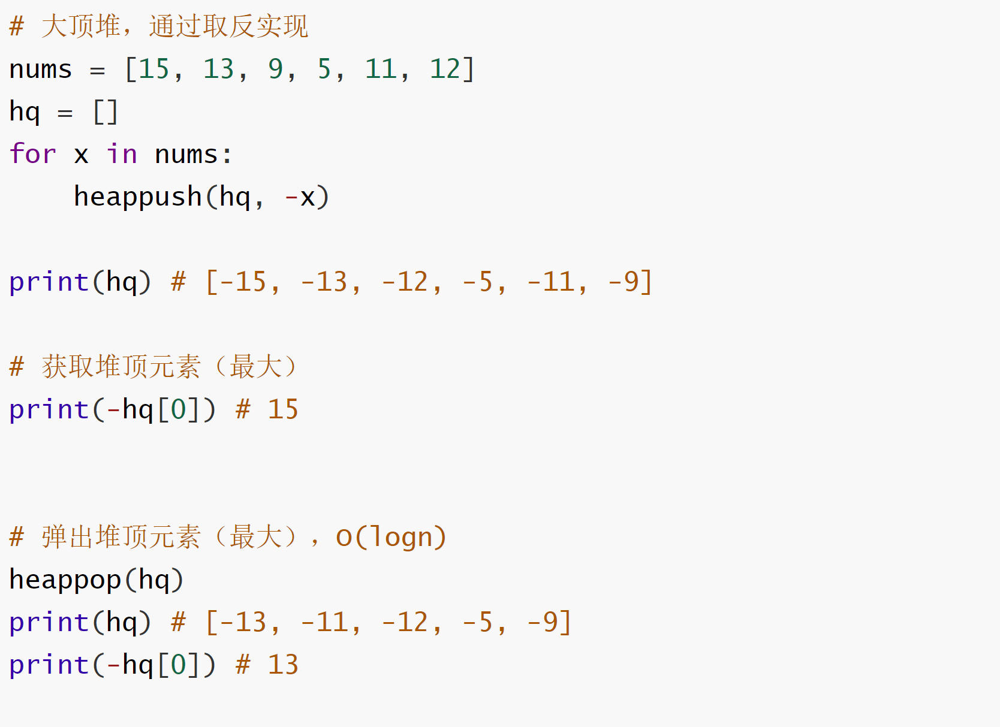 # 大顶堆，通过取反实现
nums = [15, 13, 9, 5, 11, 12]
hq = []
for x in nums:
    heappush(hq, -x)
print(hq) # [-15, -13, -12, -5, -11, -9]
# 获取堆顶元素（最大）
print(-hq[0]) # 15
# 弹出堆顶元素（最大），O(logn)
heappop(hq)
print(hq) # [-13, -11, -12, -5, -9]
print(-hq[0]) # 13